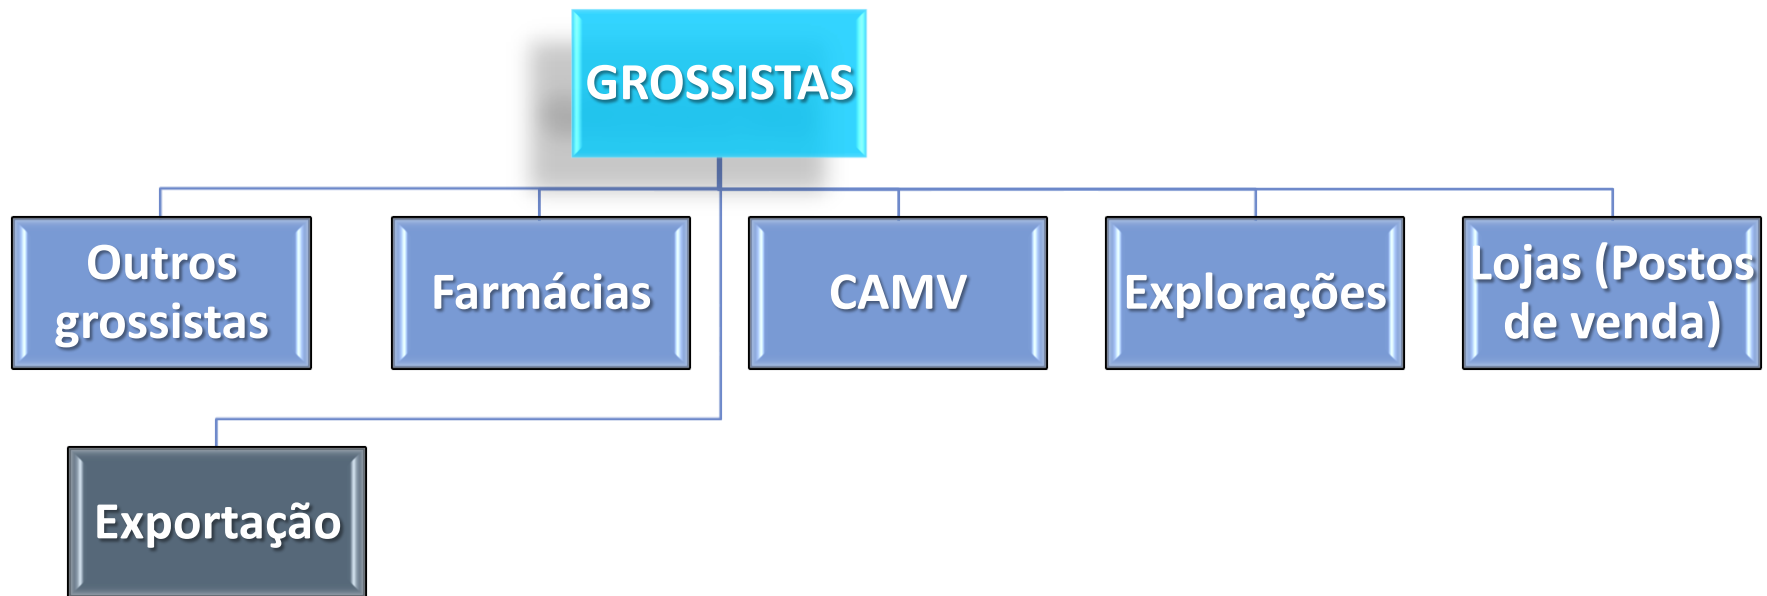 GROSSISTAS
Outros
grossistas
Farmácias
CAMV
Explorações
Lojas (Postos
de venda)
Exportação